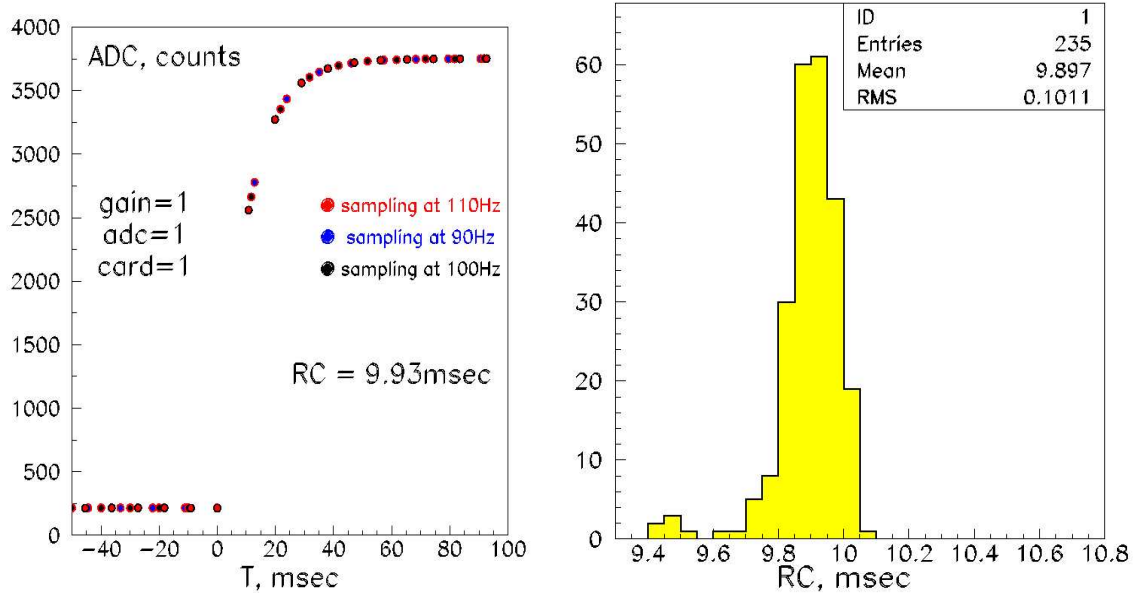 4000
3500
3000
2500
2000
1500
1000
500
0
ADC, counts
gain=1
adc=1
card=1
sampling at 110Hz
sampling at 90Hz
sampling at 100Hz
RC = 9.93msec
−40 −20 0 20 40 60 80 100
T, msec
ID 1
Entries 235
Mean 9.897
RMS 0.1011
60
50
40
30
20
10
0
9.4 9.6 9.8 10 10.2 10.4 10.6 10.8
RC, msec